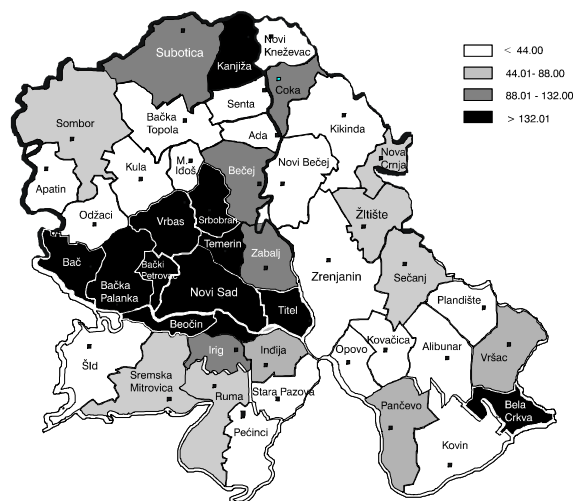 Subotica
Kanjiža
Novi
Kneževac
< 44.00
44.01- 88.00
88.01 - 132.00
> 132.01
Coka
Senta
Bačka
Topola
Sombor
Ada
Kikinda
Nova
Crnja
M.
Iđoš
Kula
Bečej
Novi Bečej
Apatin
Odžaci
Vrbas
Srbobran
Žltište
Temerin
Zabalj
Bač
Bački
Petrovac
Zrenjanin
Sečanj
Bačka
Palanka
Novi Sad
Titel
Plandište
Beočin
Šld
Irig
Inđija
Opovo
Kovačica
Alibunar
Vršac
Sremska
Mitrovica
Ruma
Stara Pazova
Pančevo
Bela
Crkva
Pećinci
Kovin